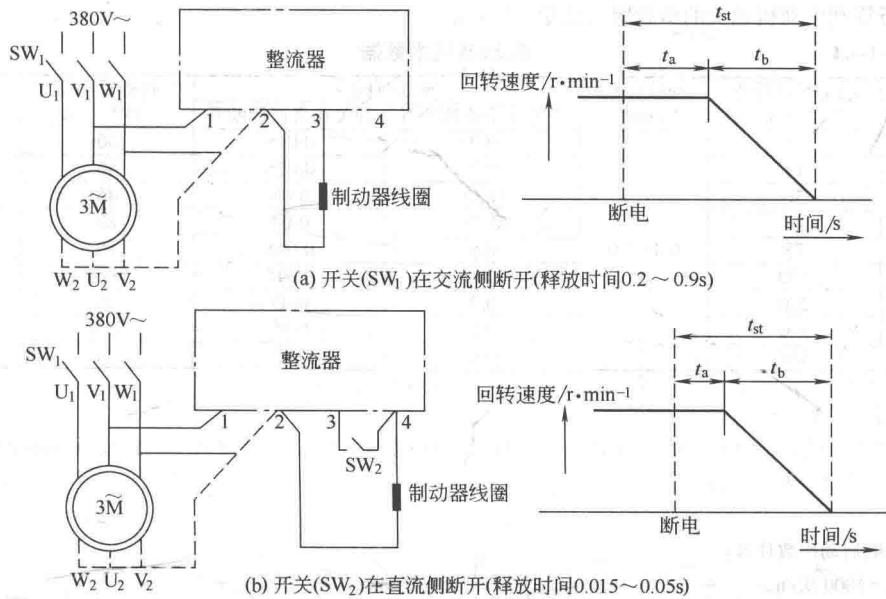 380V～
SW₁
U₁ V₁ W₁
整流器
1 2 3 4
3M～
制动器线圈
W₂ U₂ V₂
tst
ta tb
回转速度/r·min⁻¹
断电
时间/s
(a) 开关(SW₁)在交流侧断开(释放时间0.2～0.9s)
380V～
SW₁
U₁ V₁ W₁
整流器
1 2 3 4
SW₂
3M～
制动器线圈
W₂ U₂ V₂
tst
ta tb
回转速度/r·min⁻¹
断电
时间/s
(b) 开关(SW₂)在直流侧断开(释放时间0.015～0.05s)